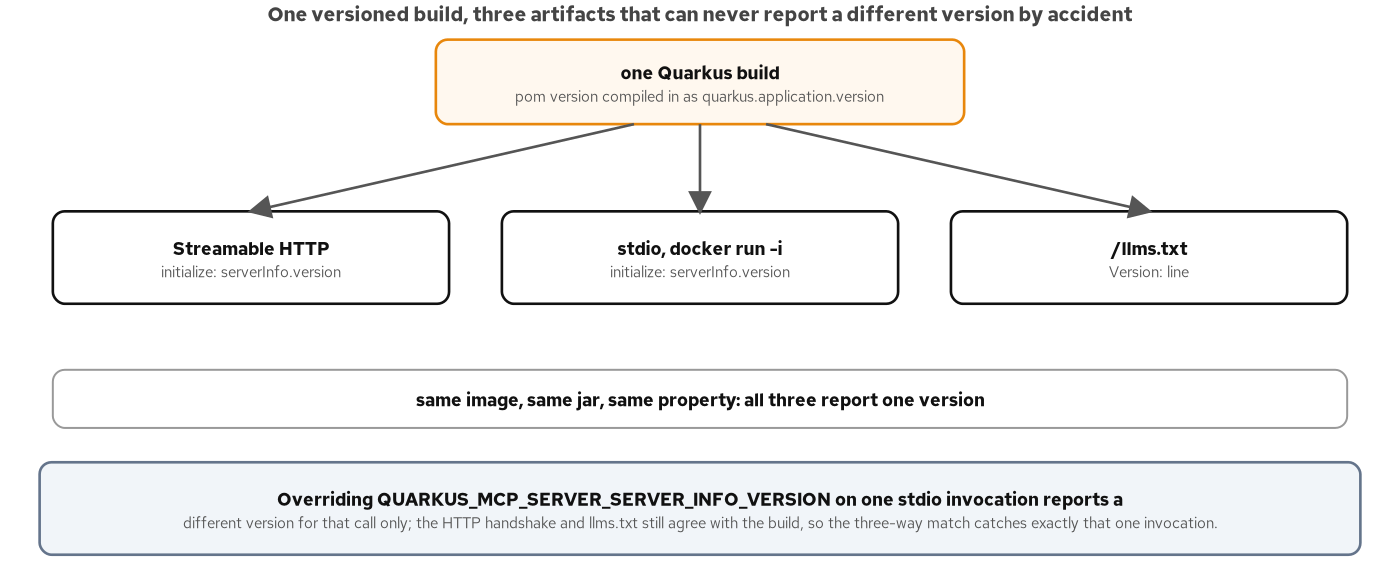 One versioned build, three artifacts that can never report a different version by accident
one Quarkus build
pom version compiled in as quarkus.application.version
Streamable HTTP
initialize: serverInfo.version
stdio, docker run -i
initialize: serverInfo.version
/llms.txt
Version: line
same image, same jar, same property: all three report one version
Overriding QUARKUS_MCP_SERVER_SERVER_INFO_VERSION on one stdio invocation reports a
different version for that call only; the HTTP handshake and llms.txt still agree with the build, so the three-way match catches exactly that one invocation.